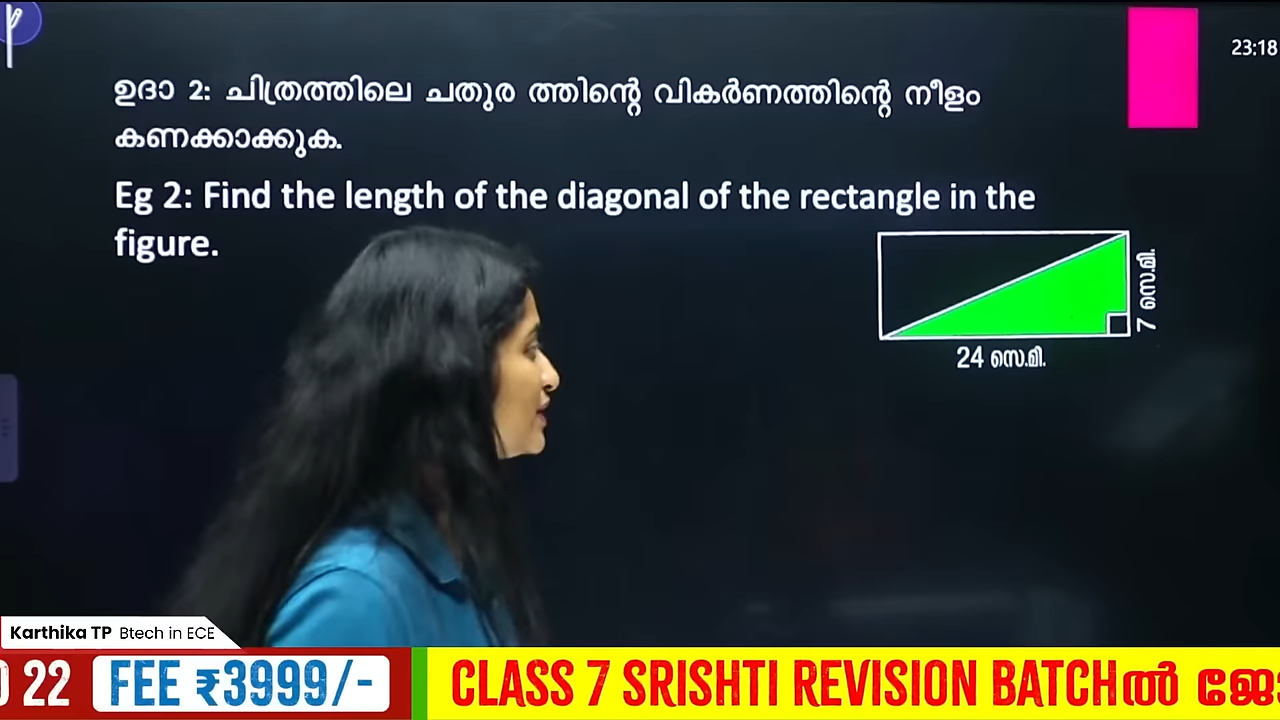 23:18
ഉദാ 2: ചിത്രത്തിലെ ചതുര ത്തിന്റെ വികർണത്തിന്റെ നീളം
കണക്കാക്കുക.
Eg 2: Find the length of the diagonal of the rectangle in the
figure.
7 സെ.മി.
24 സെ.മി.
Karthika TP Btech in ECE
22 FEE ₹3999/- CLASS 7 SRISHTI REVISION BATCHൽ